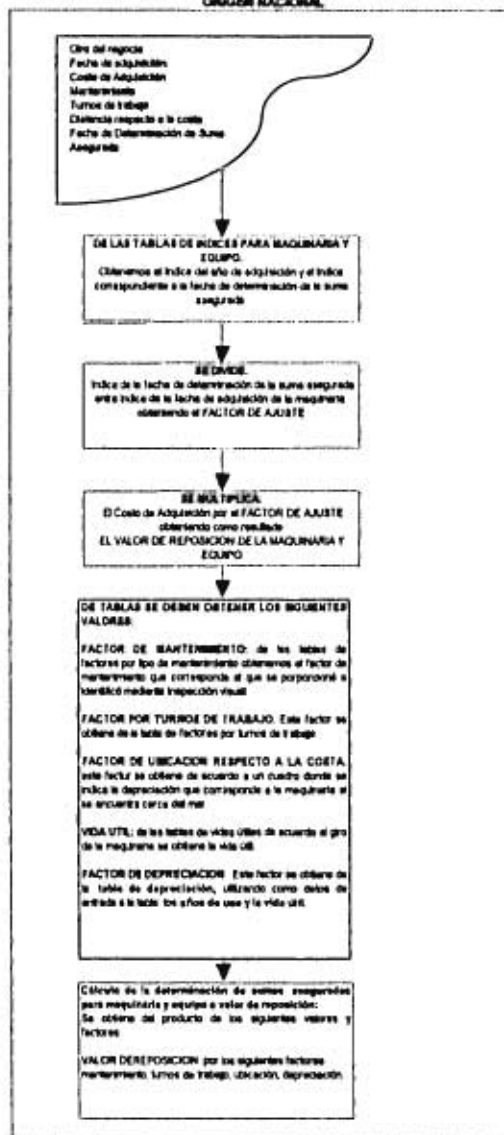 ORIGEN NACIONAL
Giro del negocio
Fecha de adquisición
Costo de Adquisición
Mantenimiento
Turnos de trabajo
Distancia respecto a la costa
Fecha de Determinación de Suma
Asegurada
DE LAS TABLAS DE INDICES PARA MAQUINARIA Y
EQUIPO.
Obtenemos el índice del año de adquisición y el índice
correspondiente a la fecha de determinación de la suma
asegurada
SE DIVIDE.
Indice de la fecha de determinación de la suma asegurada
entre índice de la fecha de adquisición de la maquinaria
obteniendo el FACTOR DE AJUSTE
SE MULTIPLICA.
El Costo de Adquisición por el FACTOR DE AJUSTE
obteniendo como resultado
EL VALOR DE REPOSICION DE LA MAQUINARIA Y
EQUIPO
DE TABLAS SE DEBEN OBTENER LOS SIGUIENTES
VALORES:
FACTOR DE MANTENIMIENTO: de las tablas de
factores por tipo de mantenimiento obtenemos el factor de
mantenimiento que corresponda al que se porporcionó o
identificó mediante inspección visual
FACTOR POR TURNOS DE TRABAJO. Este factor se
obtiene de la tabla de factores por turnos de trabajo
FACTOR DE UBICACION RESPECTO A LA COSTA.
este factor se obtiene de acuerdo a un cuadro donde se
indica la depreciación que corresponde a la maquinaria si
se encuentra cerca del mar
VIDA UTIL: de las tablas de vidas útiles de acuerdo al giro
de la maquinaria se obtiene la vida útil
FACTOR DE DEPRECIACION Este factor se obtiene de
la tabla de depreciación, utilizando como datos de
entrada a la tabla los años de uso y la vida útil.
Cálculo de la determinación de sumas aseguradas
para maquinaria y equipo a valor de reposición:
Se obtiene del producto de los siguientes valores y
factores
VALOR DEREPOSICION por los siguientes factores
mantenimiento, turnos de trabajo, ubicación, depreciación